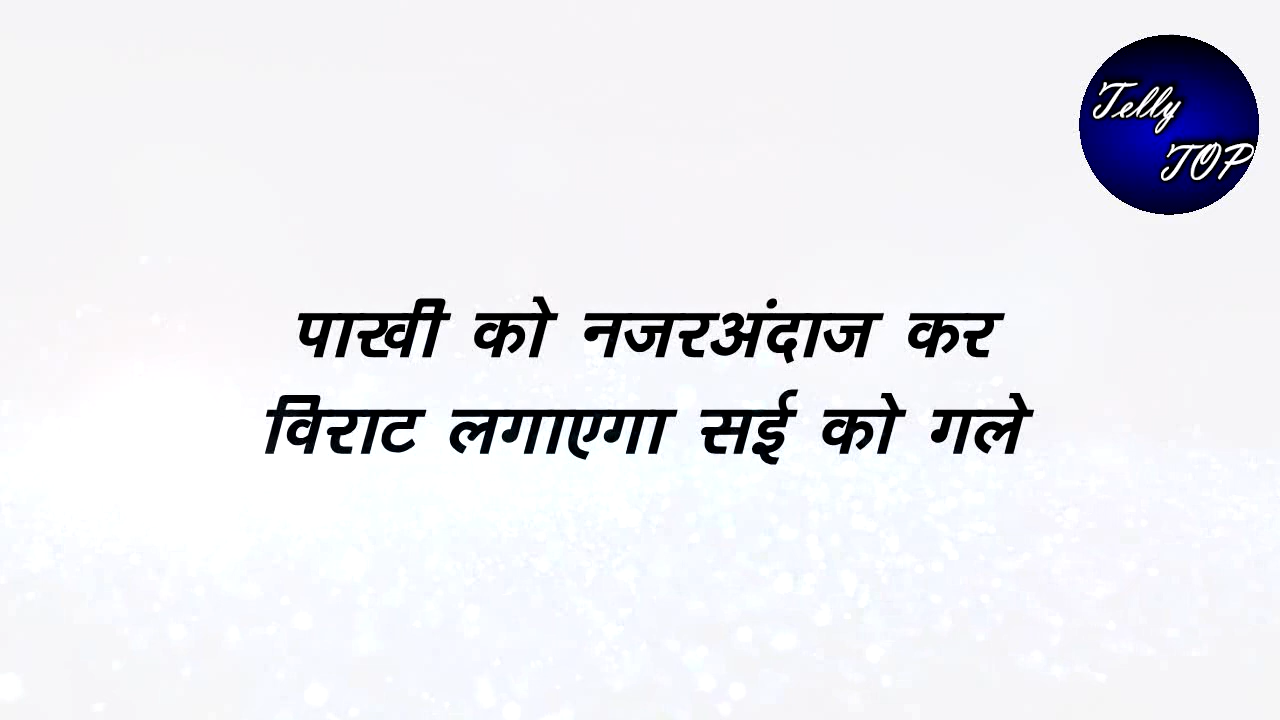 Telly
TOP
पाखी को नजरअंदाज कर
विराट लगाएगा सई को गले